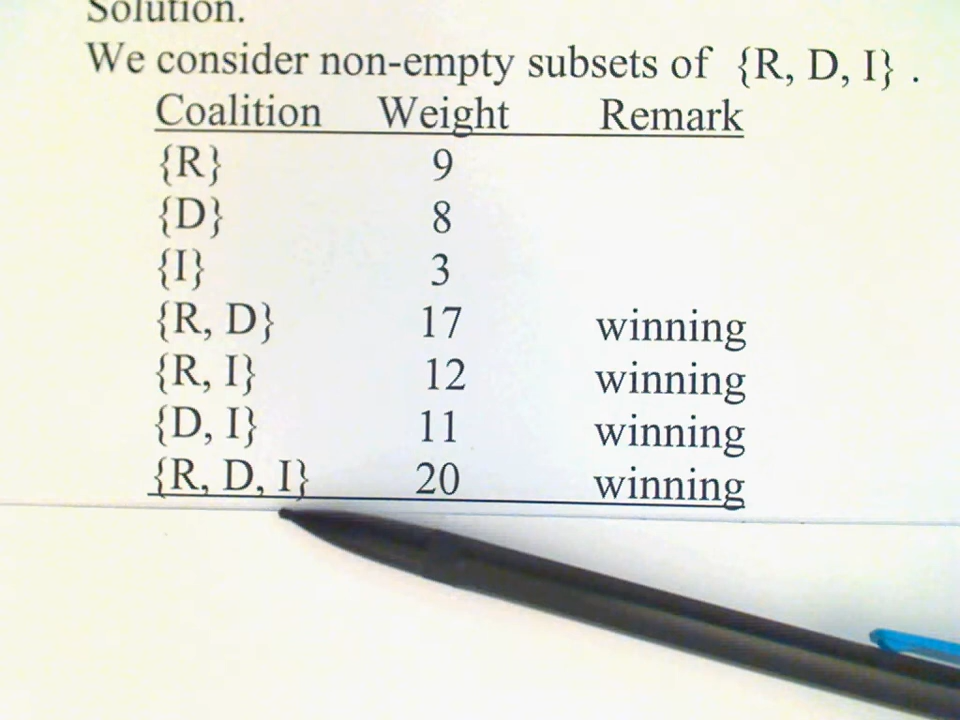 Solution.
We consider non-empty subsets of {R, D, I} .
Coalition Weight Remark
{R} 9
{D} 8
{I} 3
{R, D} 17 winning
{R, I} 12 winning
{D, I} 11 winning
{R, D, I} 20 winning